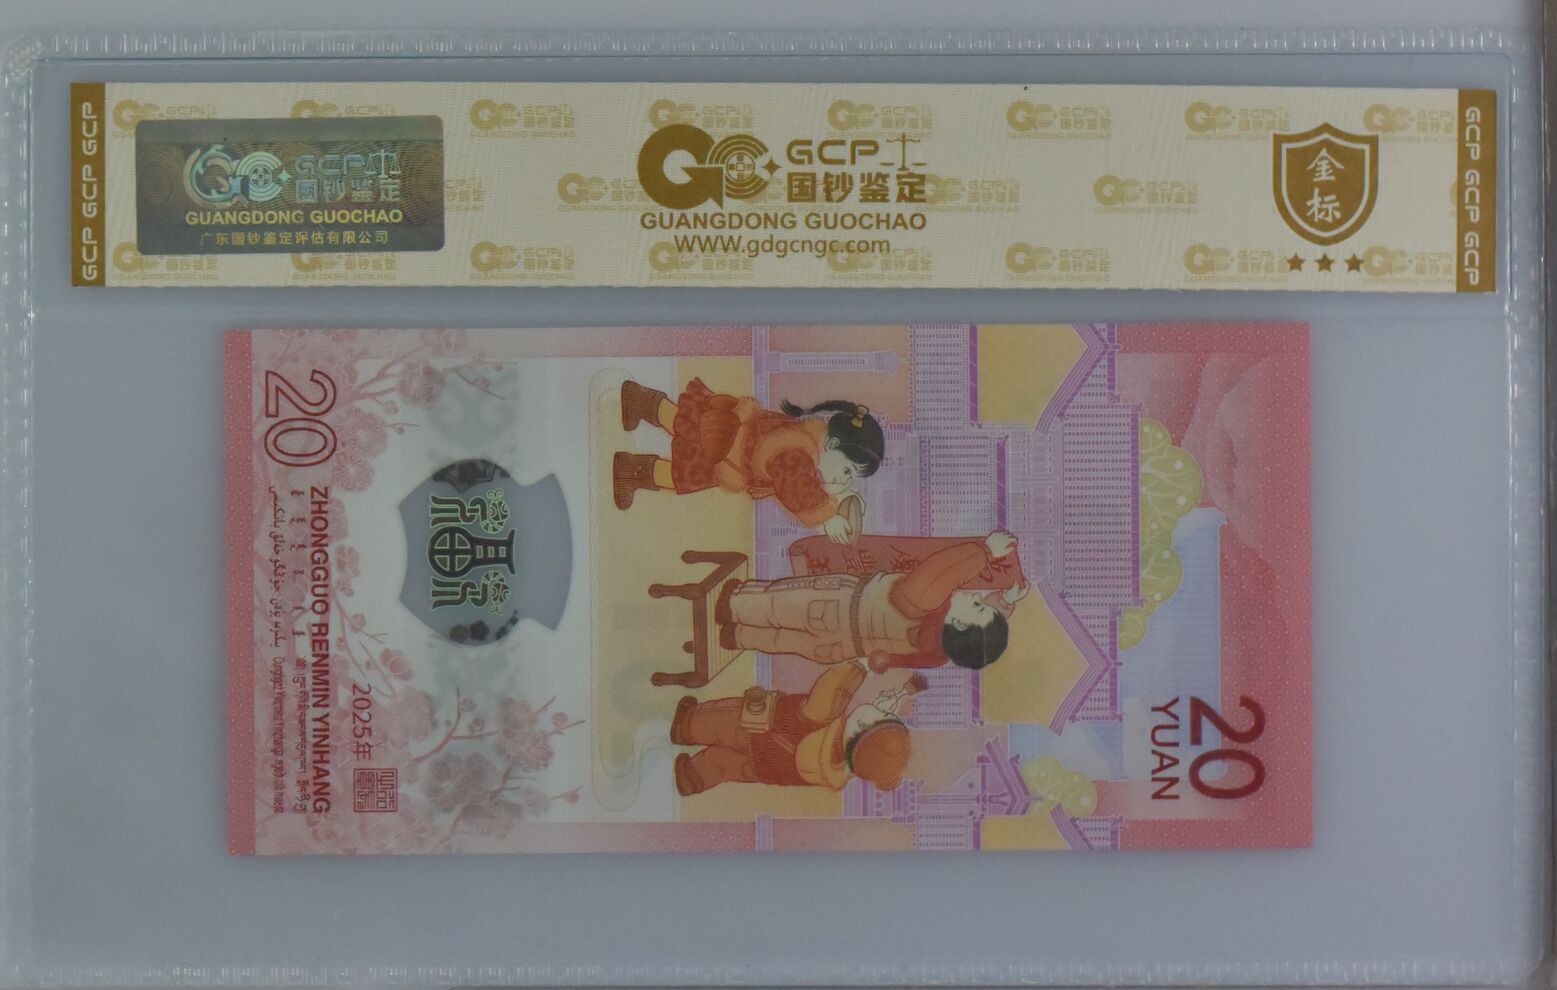 GCP GCP GCP
GCP 国钞鉴定
GUANGDONG GUOCHAO
广东国钞鉴定评估有限公司
GCP
国钞鉴定
GUANGDONG GUOCHAO
WWW.gdgcngc.com
金标
GCP GCP GCP
20
YUAN
20
ZHONGGUO RENMIN YINHANG
2025年